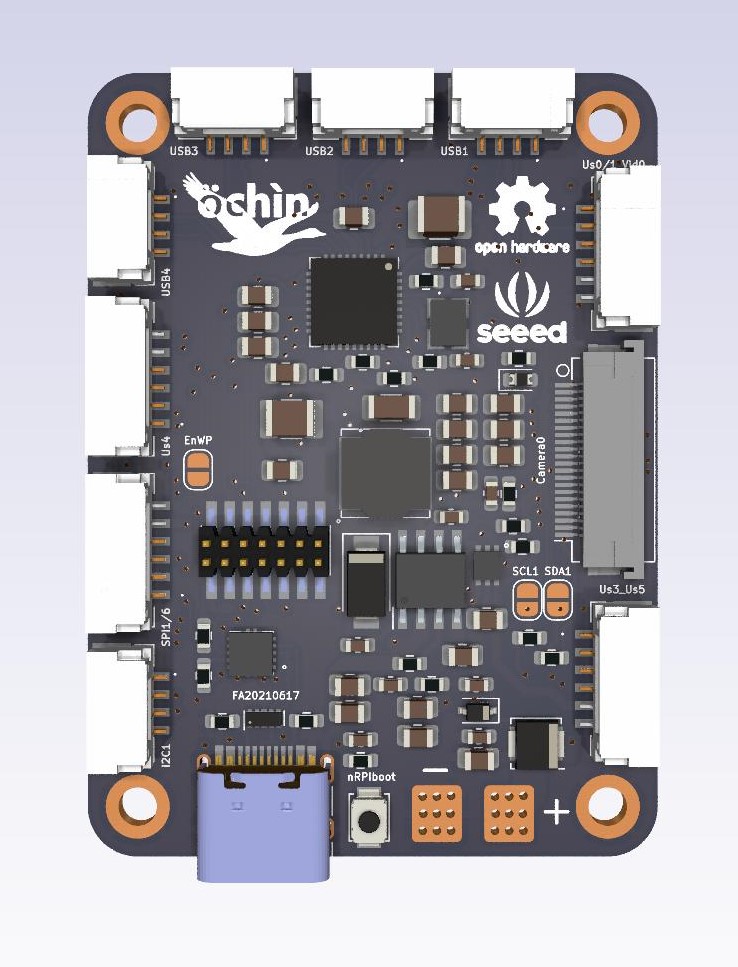 USB3
USB2
USB1
Us0/1_Vid0
öchìn
open hardware
USB4
seeed
Us4
EnWP
Camera0
SCL1
SDA1
Us3_Us5
SPI1/6
FA20210617
I2C1
nRPIboot
−
+